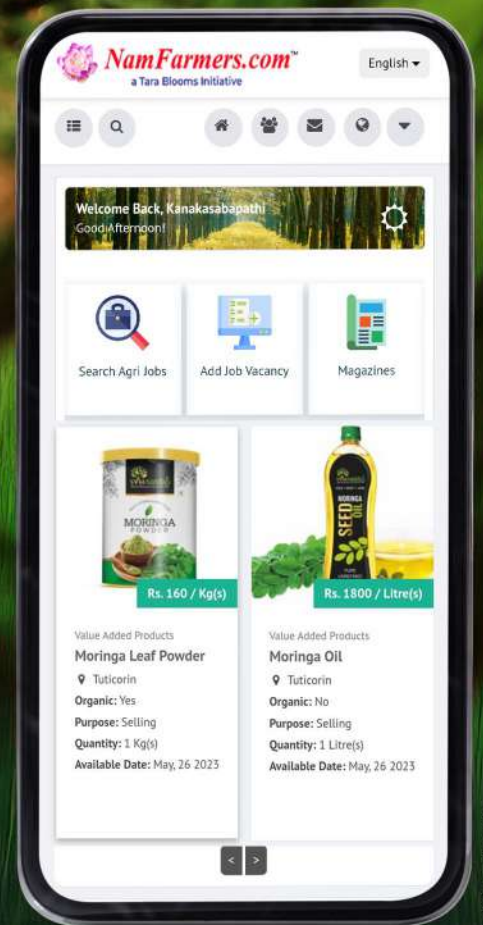 NamFarmers.com™
a Tara Blooms Initiative
English
Welcome Back, Kanakasabapathi
Good Afternoon!
Search Agri Jobs
Add Job Vacancy
Magazines
MORINGA
POWDER
Rs. 160 / Kg(s)
Value Added Products
Moringa Leaf Powder
Tuticorin
Organic: Yes
Purpose: Selling
Quantity: 1 Kg(s)
Available Date: May, 26 2023
MORINGA
SEED
OIL
Rs. 1800 / Litre(s)
Value Added Products
Moringa Oil
Tuticorin
Organic: No
Purpose: Selling
Quantity: 1 Litre(s)
Available Date: May, 26 2023
< >